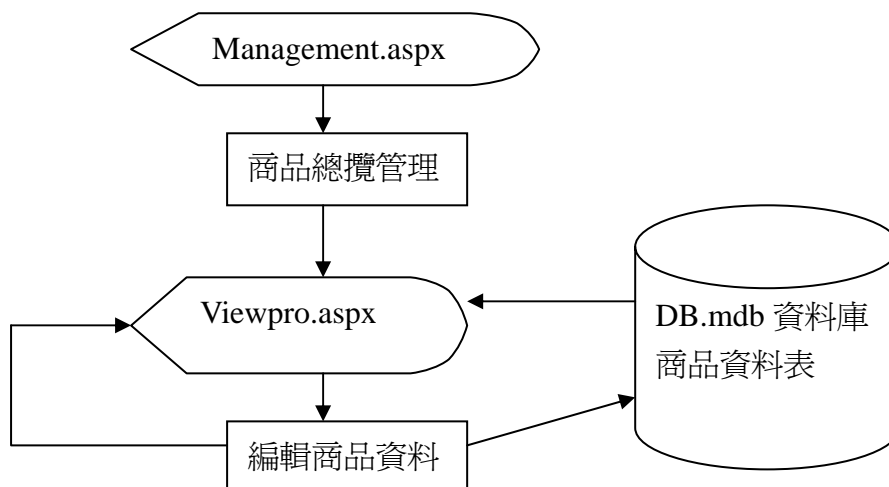 Management.aspx
商品總攬管理
Viewpro.aspx
DB.mdb 資料庫
商品資料表
編輯商品資料